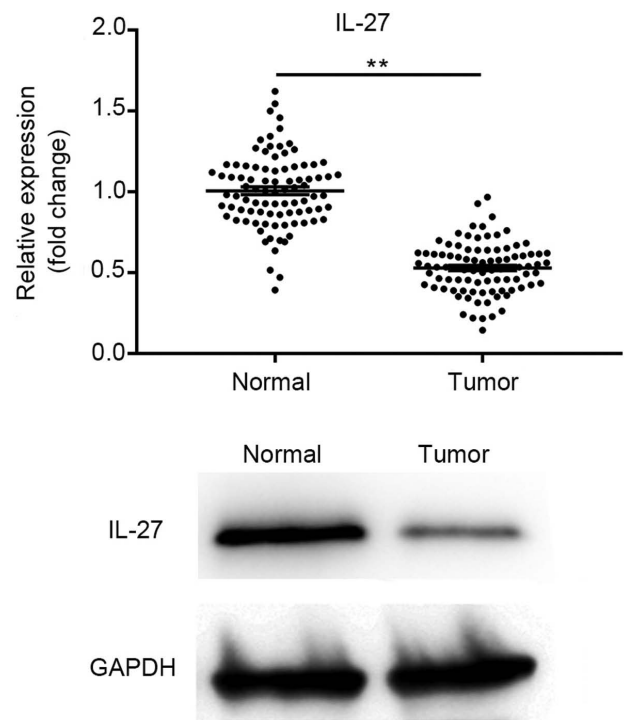 IL-27
**
2.0
1.5
1.0
0.5
0.0
Relative expression
(fold change)
Normal Tumor
Normal Tumor
IL-27
GAPDH